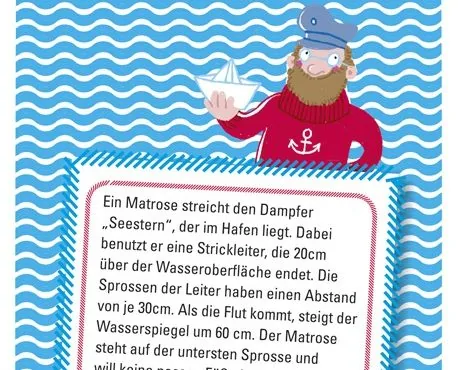 Ein Matrose streicht den Dampfer
„Seestern“, der im Hafen liegt. Dabei
benutzt er eine Strickleiter, die 20cm
über der Wasseroberfläche endet. Die
Sprossen der Leiter haben einen Abstand
von je 30cm. Als die Flut kommt, steigt der
Wasserspiegel um 60 cm. Der Matrose
steht auf der untersten Sprosse und
will keine